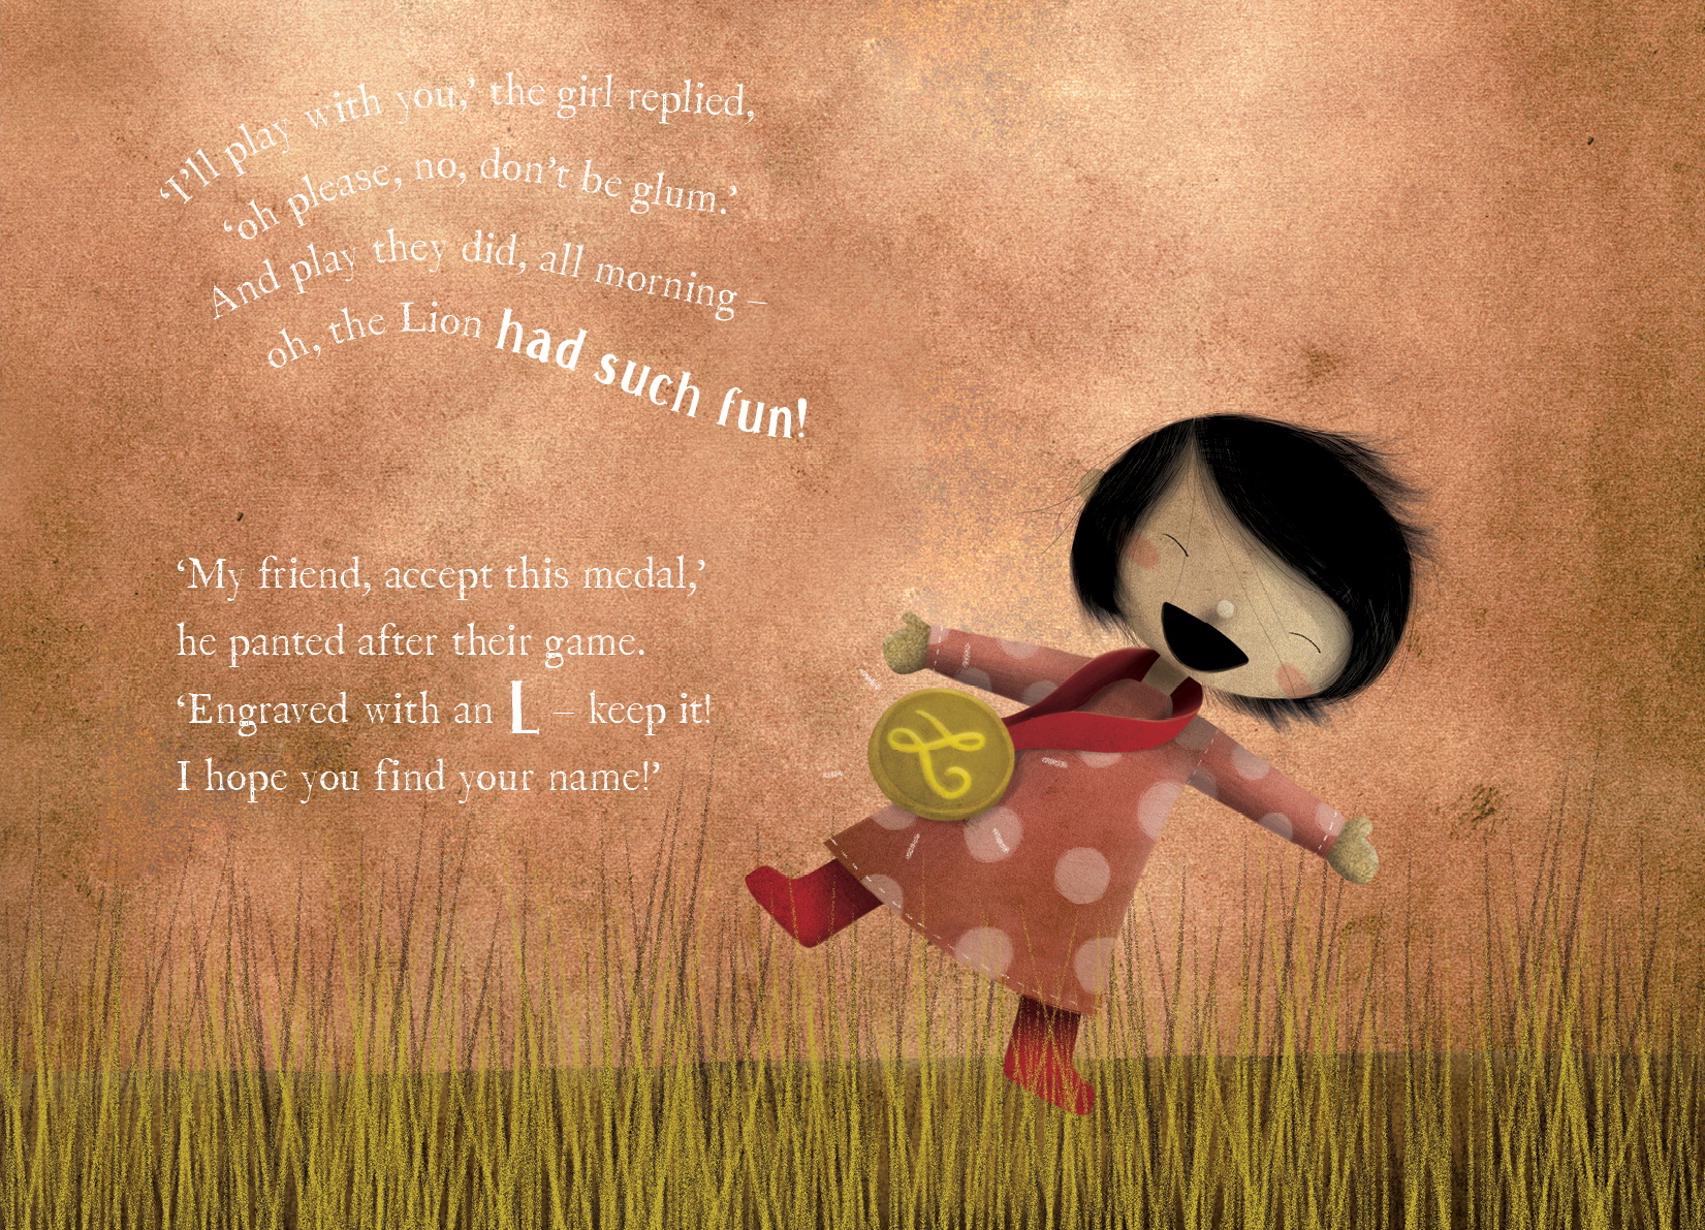 ‘I’ll play with you,’ the girl replied,
‘oh please, no, don’t be glum.’
And play they did, all morning –
oh, the Lion had such fun!
‘My friend, accept this medal,’
he panted after their game.
‘Engraved with an L – keep it!
I hope you find your name!’
L